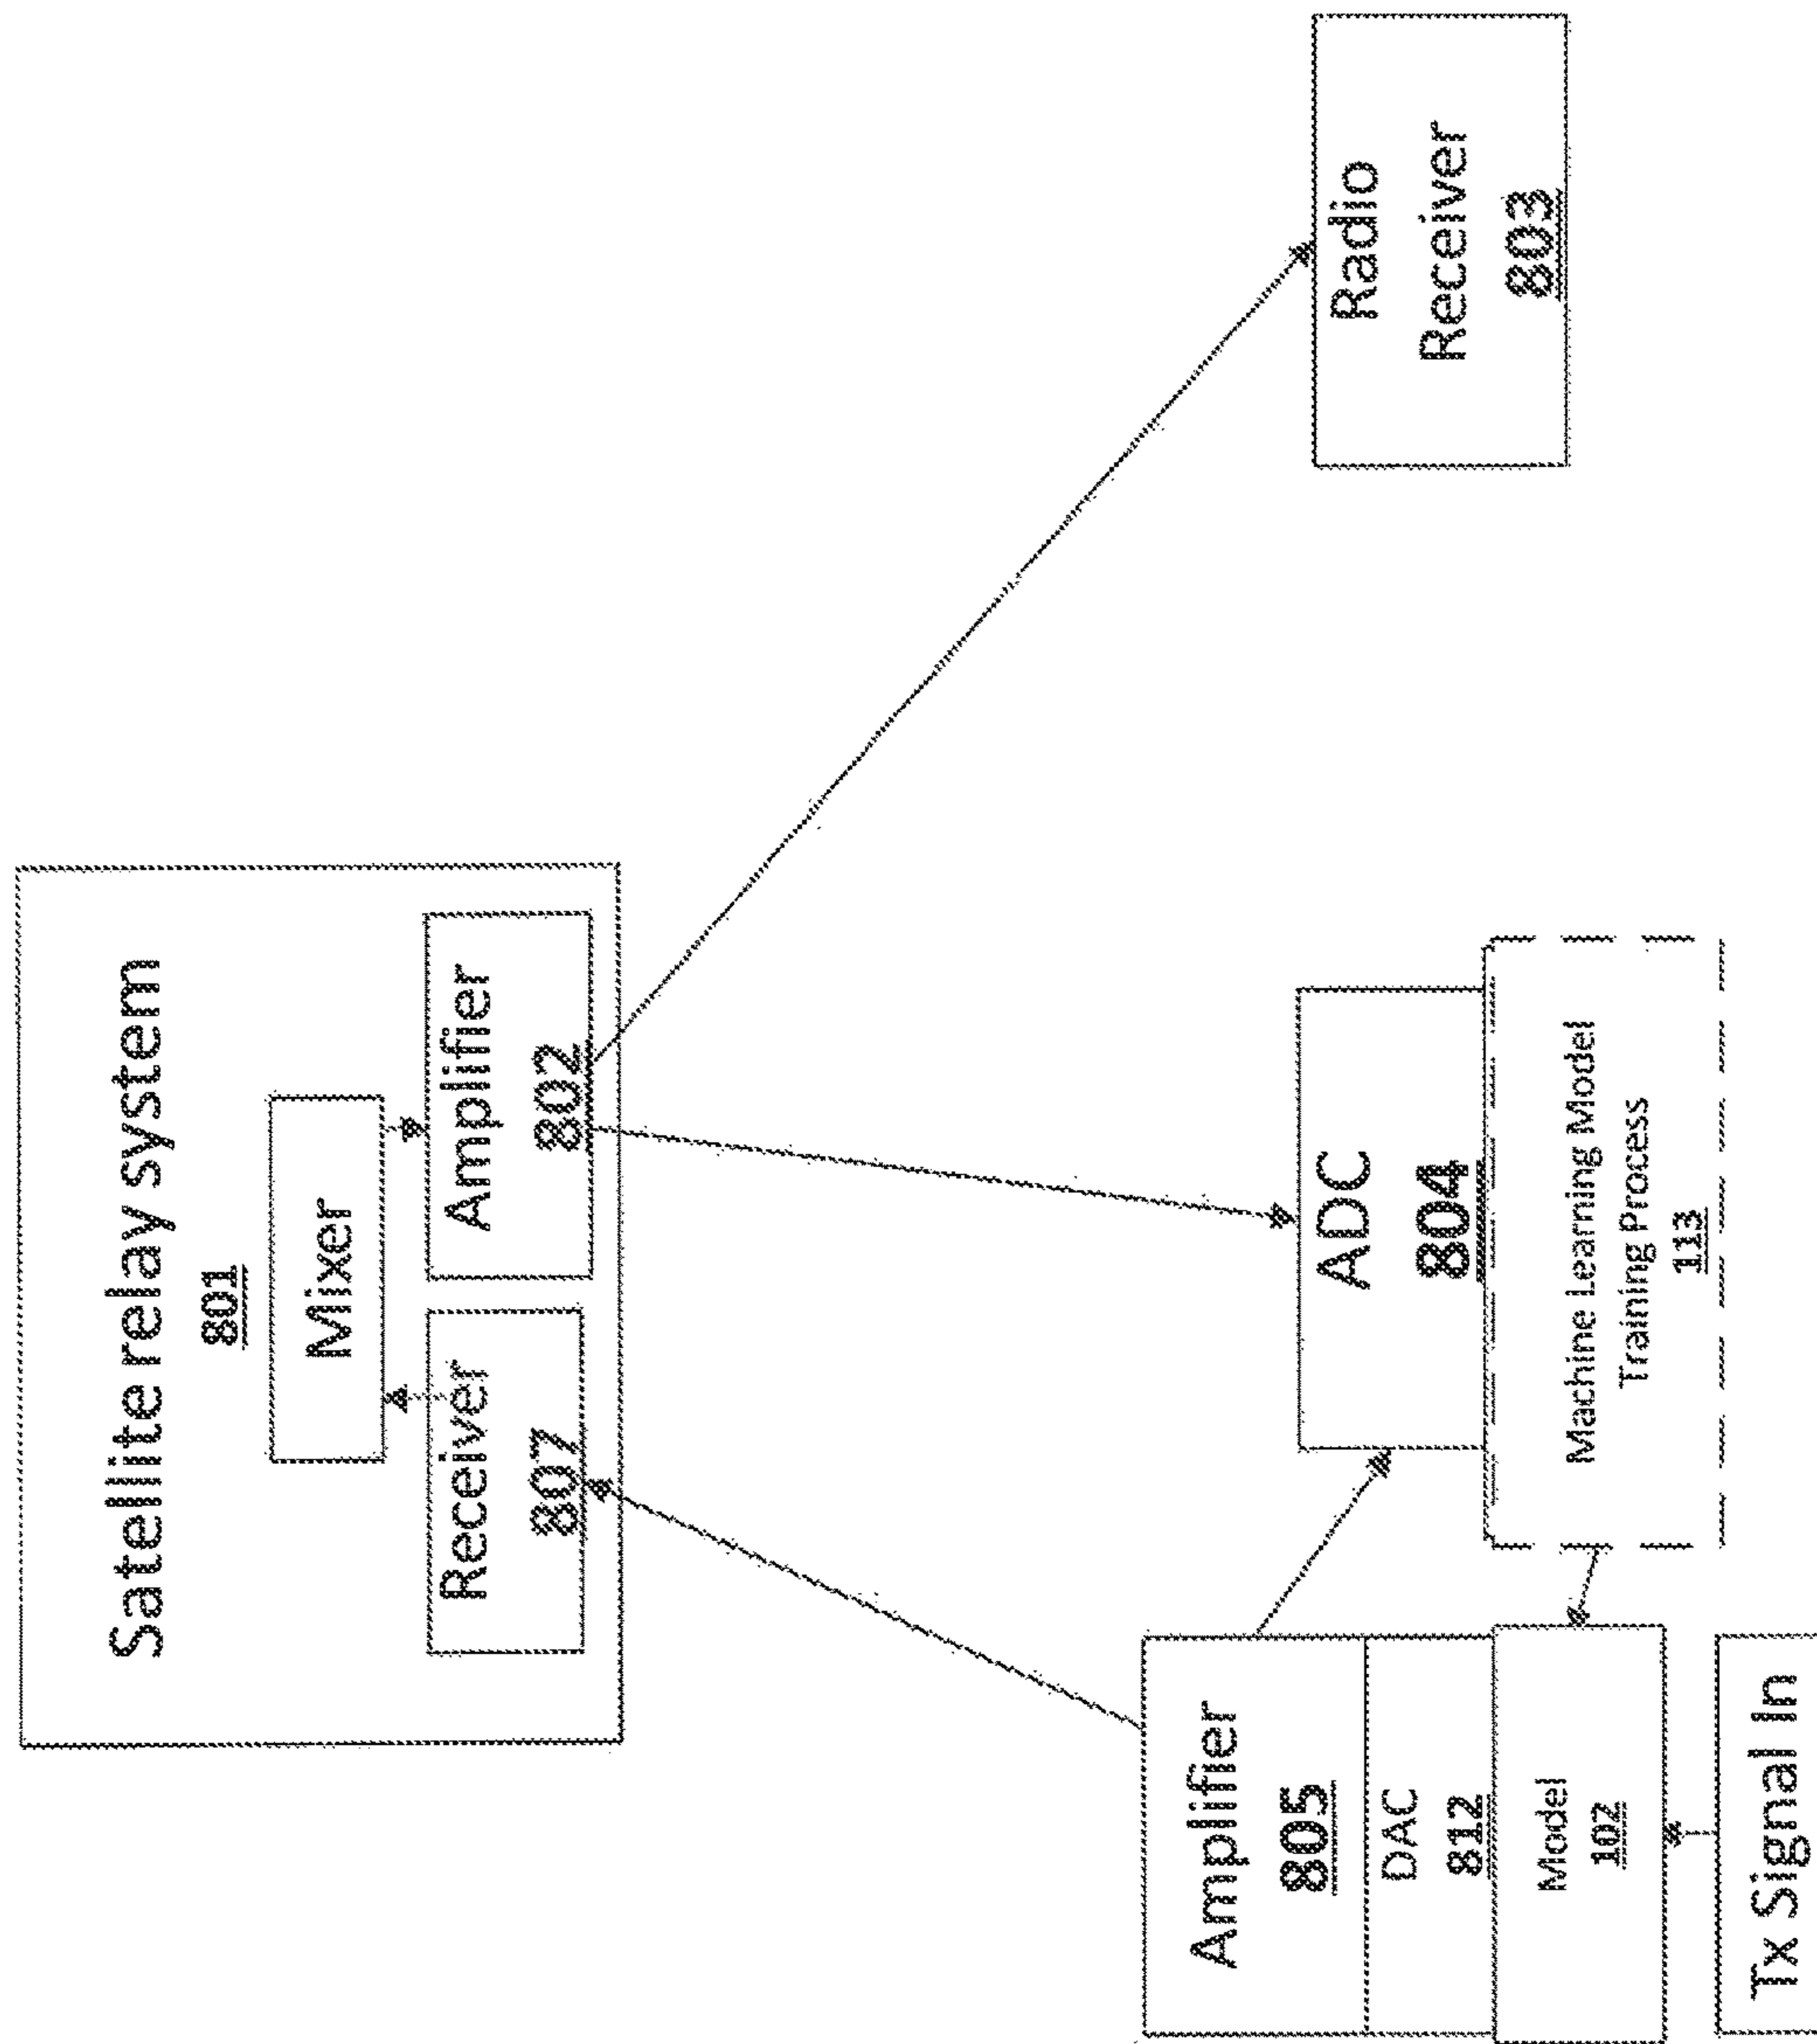 Satellite relay system
801
Mixer
Receiver
807
Amplifier
802
Amplifier
805
DAC
812
Model
102
Tx Signal In
ADC
804
Machine Learning Model
Training Process
113
Radio
Receiver
803